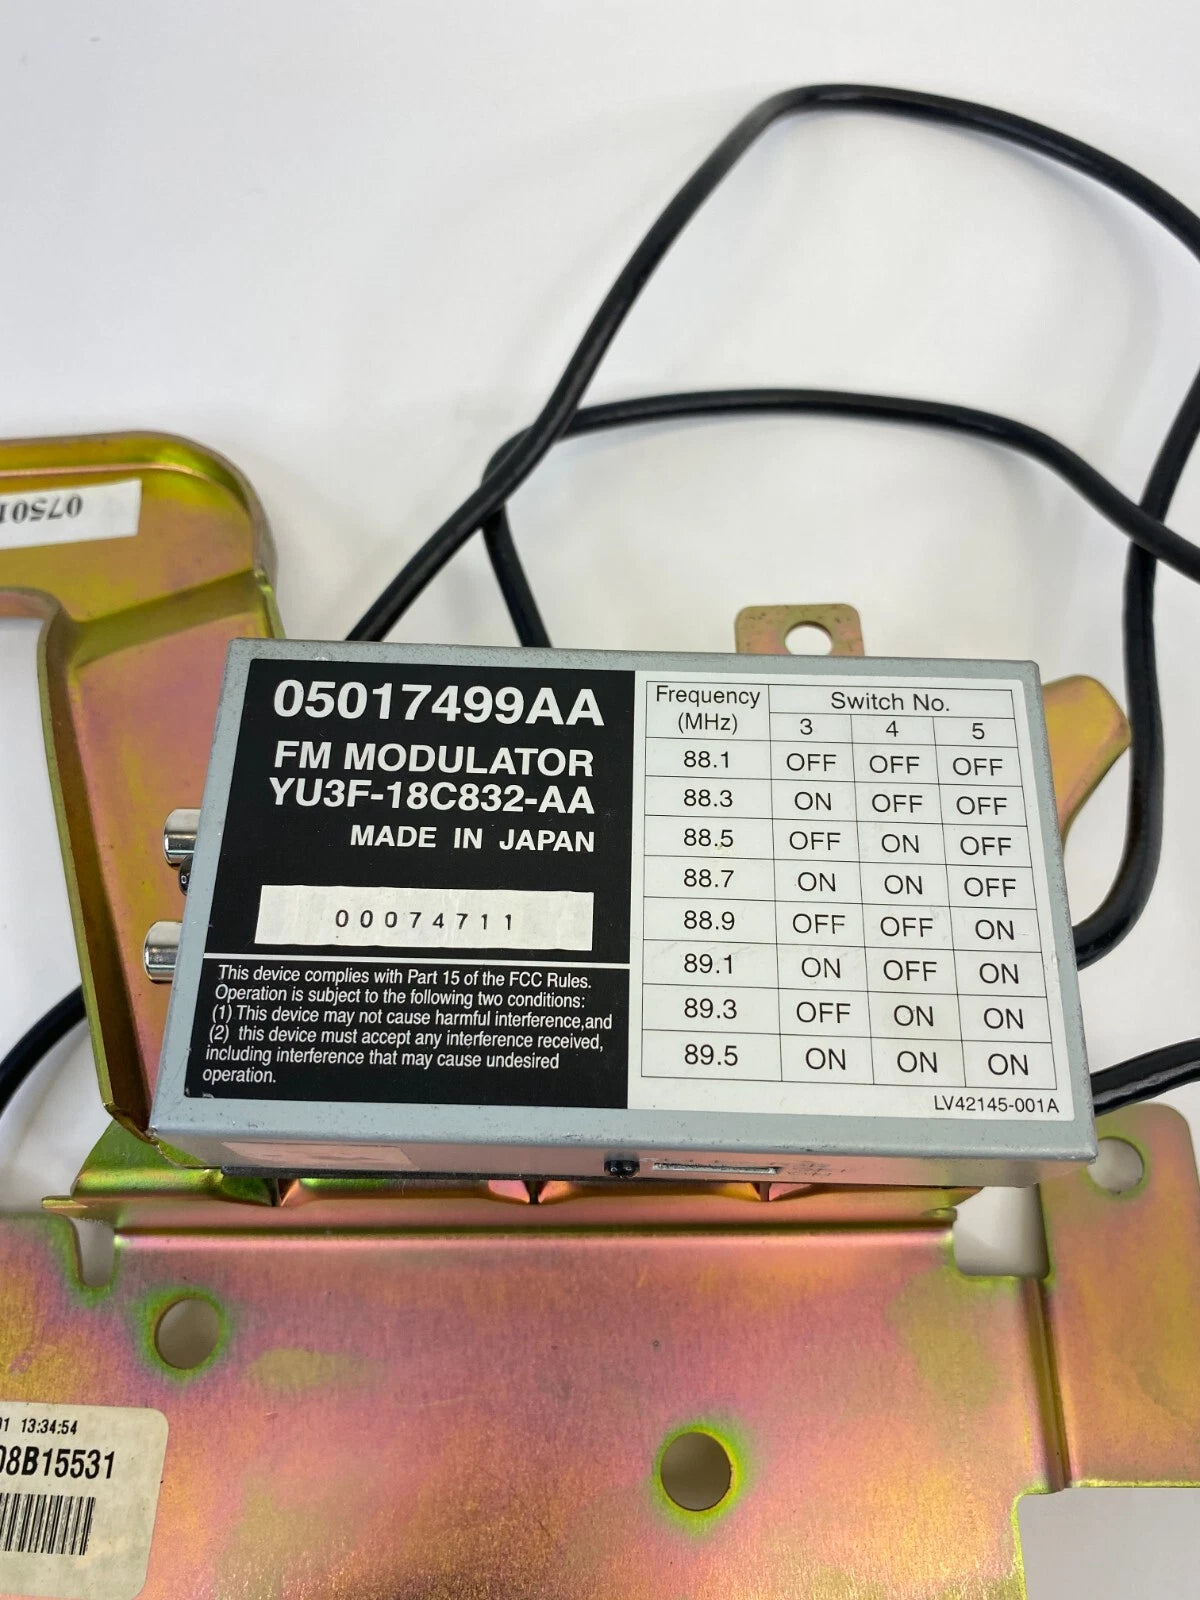 07501
05017499AA
FM MODULATOR
YU3F-18C832-AA
MADE IN JAPAN
00074711
This device complies with Part 15 of the FCC Rules.
Operation is subject to the following two conditions:
(1) This device may not cause harmful interference,and
(2) this device must accept any interference received,
including interference that may cause undesired
operation.
Frequency (MHz) Switch No.
3 4 5
88.1 OFF OFF OFF
88.3 ON OFF OFF
88.5 OFF ON OFF
88.7 ON ON OFF
88.9 OFF OFF ON
89.1 ON OFF ON
89.3 OFF ON ON
89.5 ON ON ON
LV42145-001A
01 13:34:54
08B15531